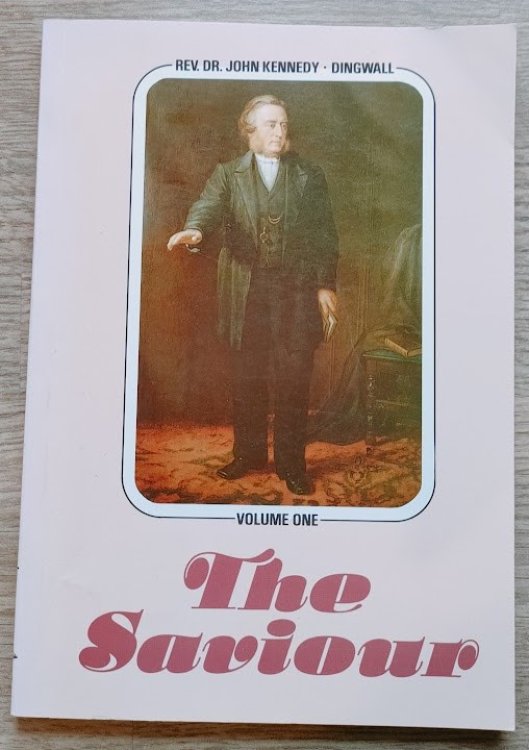 REV. DR. JOHN KENNEDY · DINGWALL
VOLUME ONE
The
Saviour